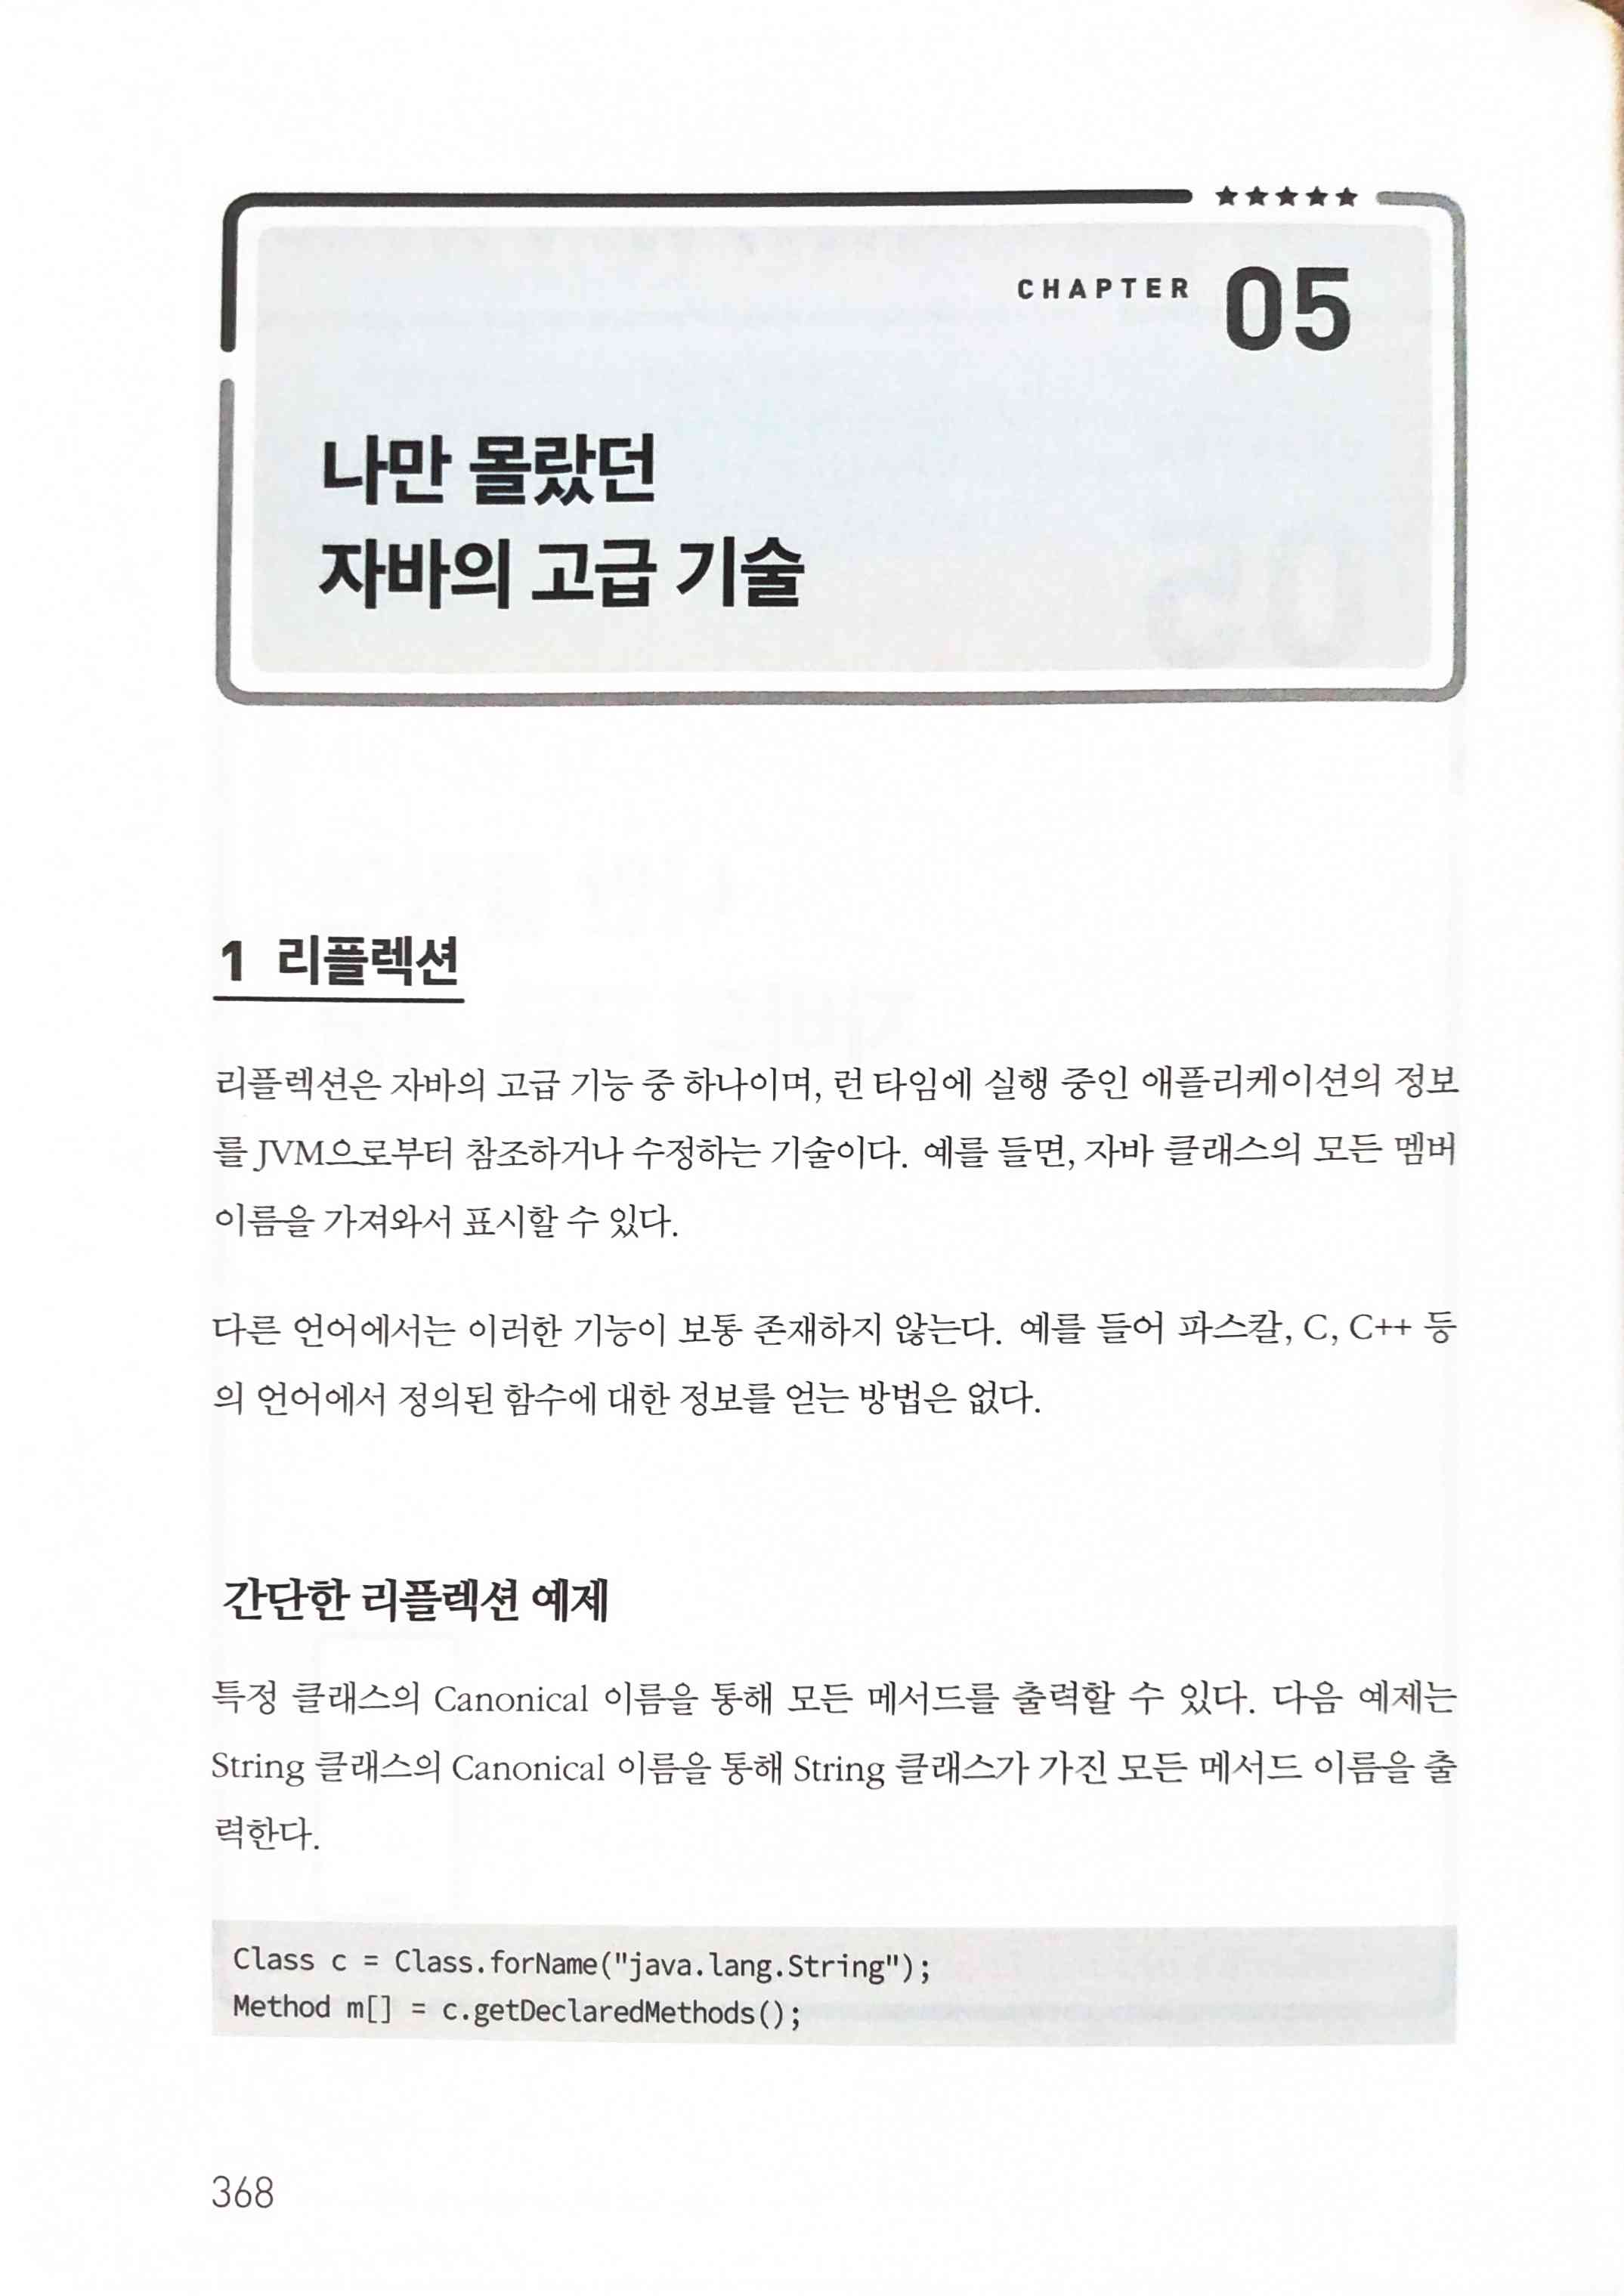 CHAPTER 05
나만 몰랐던
자바의 고급 기술
1 리플렉션
리플렉션은 자바의 고급 기능 중 하나이며, 런 타임에 실행 중인 애플리케이션의 정보
를 JVM으로부터 참조하거나 수정하는 기술이다. 예를 들면, 자바 클래스의 모든 멤버
이름을 가져와서 표시할 수 있다.
다른 언어에서는 이러한 기능이 보통 존재하지 않는다. 예를 들어 파스칼, C, C++ 등
의 언어에서 정의된 함수에 대한 정보를 얻는 방법은 없다.
간단한 리플렉션 예제
특정 클래스의 Canonical 이름을 통해 모든 메서드를 출력할 수 있다. 다음 예제는
String 클래스의 Canonical 이름을 통해 String 클래스가 가진 모든 메서드 이름을 출
력한다.
Class c = Class.forName("java.lang.String");
Method m[] = c.getDeclaredMethods();
368